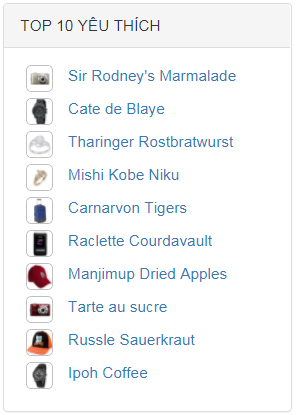 TOP 10 YÊU THÍCH
Sir Rodney's Marmalade
Cate de Blaye
Tharinger Rostbratwurst
Mishi Kobe Niku
Carnarvon Tigers
Raclette Courdavault
Manjimup Dried Apples
Tarte au sucre
Russle Sauerkraut
Ipoh Coffee